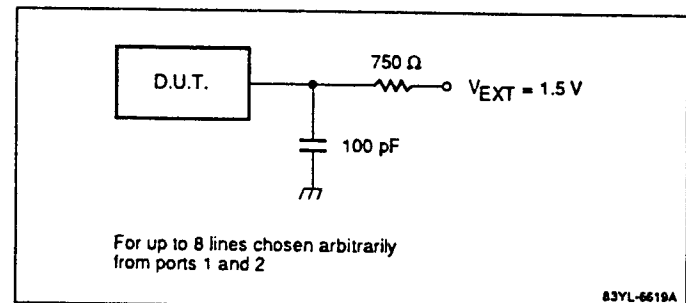 750 Ω
D.U.T.
VEXT = 1.5 V
100 pF
For up to 8 lines chosen arbitrarily
from ports 1 and 2
83YL-6619A